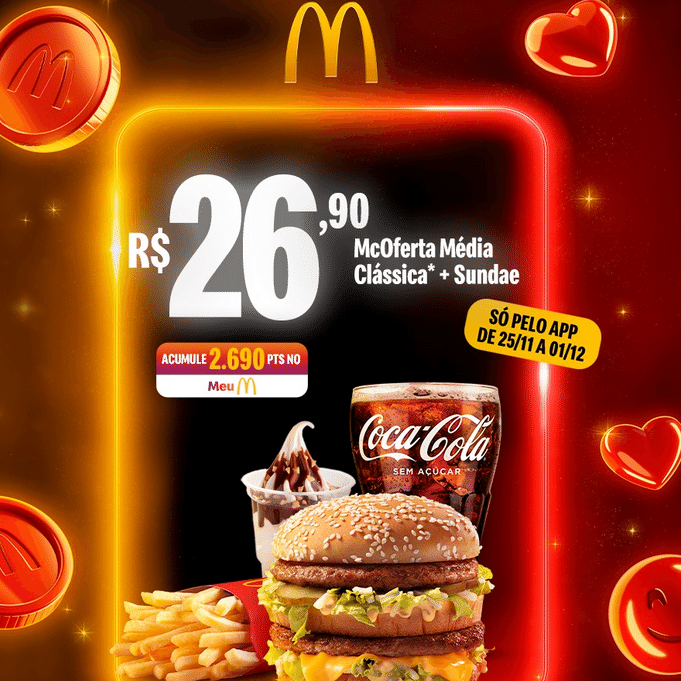 R$ 26,90
McOferta Média
Clássica* + Sundae
SÓ PELO APP
DE 25/11 A 01/12
ACUMULE 2.690 PTS NO
Meu M
Coca-Cola
SEM AÇÚCAR